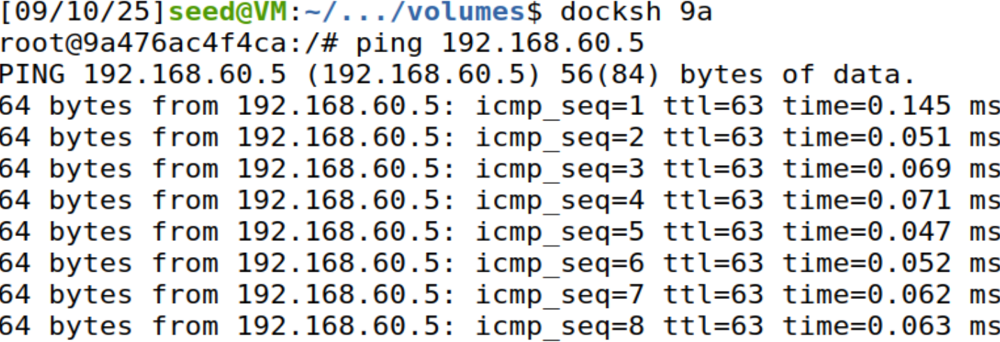 [09/10/25]seed@VM:~/.../volumes$ docksh 9a
root@9a476ac4f4ca:/# ping 192.168.60.5
PING 192.168.60.5 (192.168.60.5) 56(84) bytes of data.
64 bytes from 192.168.60.5: icmp_seq=1 ttl=63 time=0.145 ms
64 bytes from 192.168.60.5: icmp_seq=2 ttl=63 time=0.051 ms
64 bytes from 192.168.60.5: icmp_seq=3 ttl=63 time=0.069 ms
64 bytes from 192.168.60.5: icmp_seq=4 ttl=63 time=0.071 ms
64 bytes from 192.168.60.5: icmp_seq=5 ttl=63 time=0.047 ms
64 bytes from 192.168.60.5: icmp_seq=6 ttl=63 time=0.052 ms
64 bytes from 192.168.60.5: icmp_seq=7 ttl=63 time=0.062 ms
64 bytes from 192.168.60.5: icmp_seq=8 ttl=63 time=0.063 ms